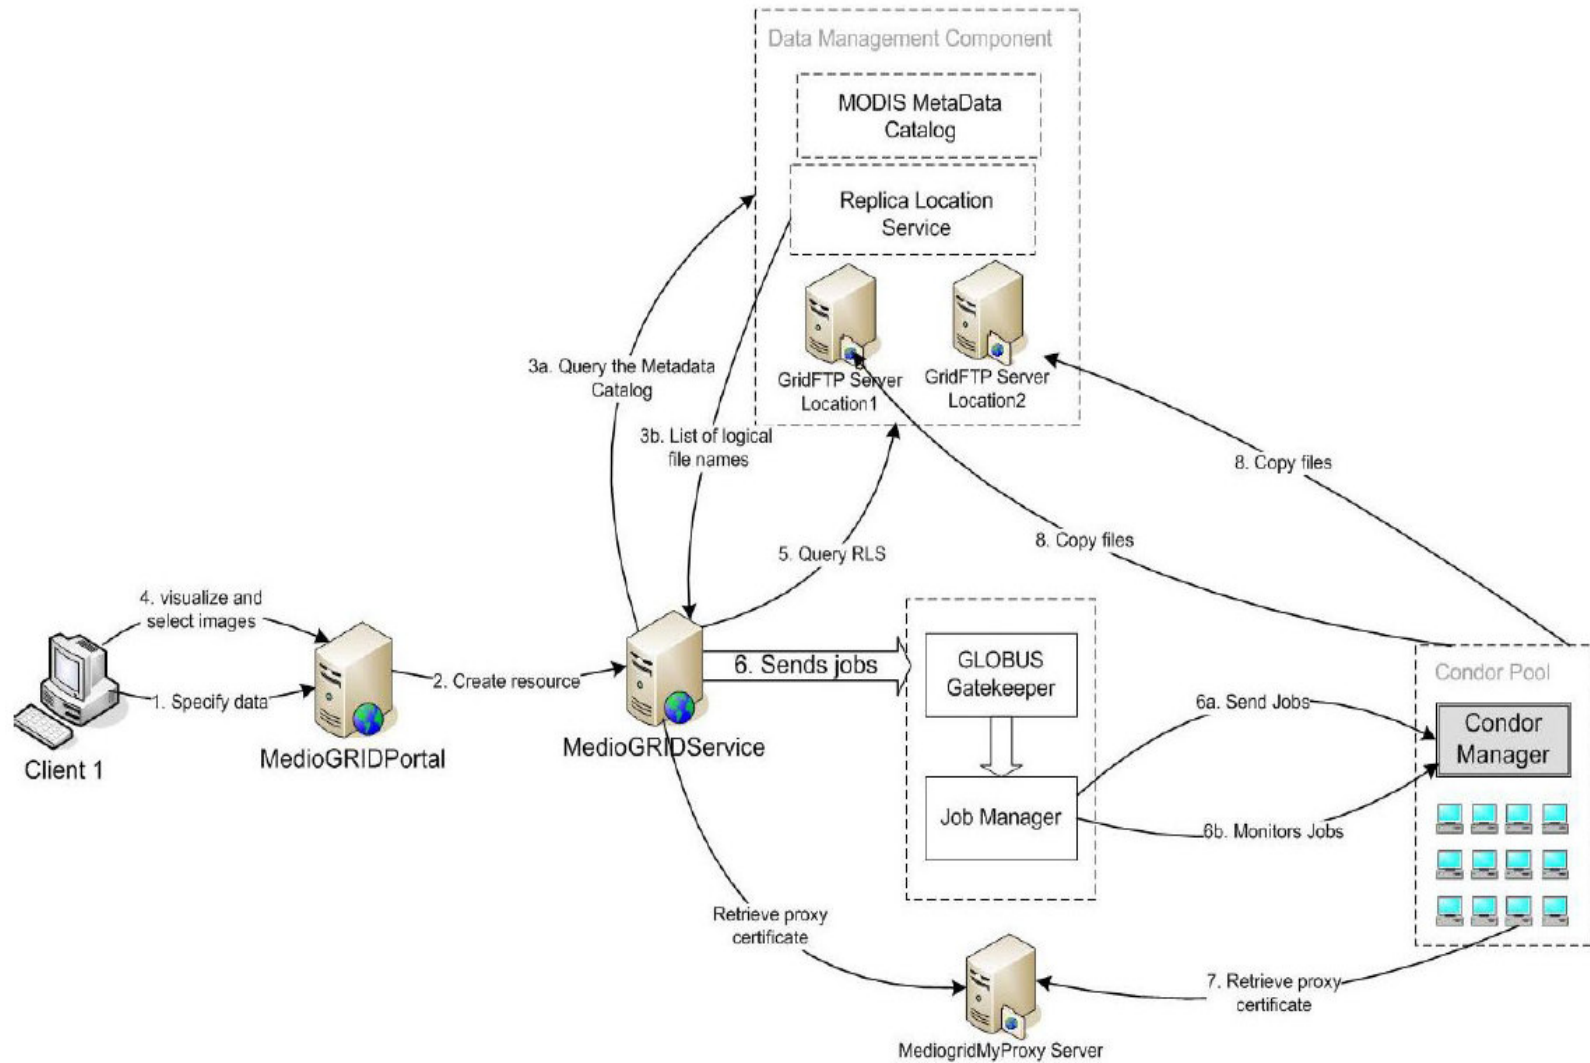 Data Management Component
MODIS MetaData
Catalog
Replica Location
Service
3a. Query the Metadata
Catalog
GridFTP Server
Location1
GridFTP Server
Location2
3b. List of logical
file names
8. Copy files
5. Query RLS
8. Copy files
4. visualize and
select images
1. Specify data
2. Create resource
6. Sends jobs
GLOBUS
Gatekeeper
Condor Pool
6a. Send Jobs
Condor
Manager
Client 1
MedioGRIDPortal
MedioGRIDService
Job Manager
6b. Monitors Jobs
Retrieve proxy
certificate
7. Retrieve proxy
certificate
MediogridMyProxy Server